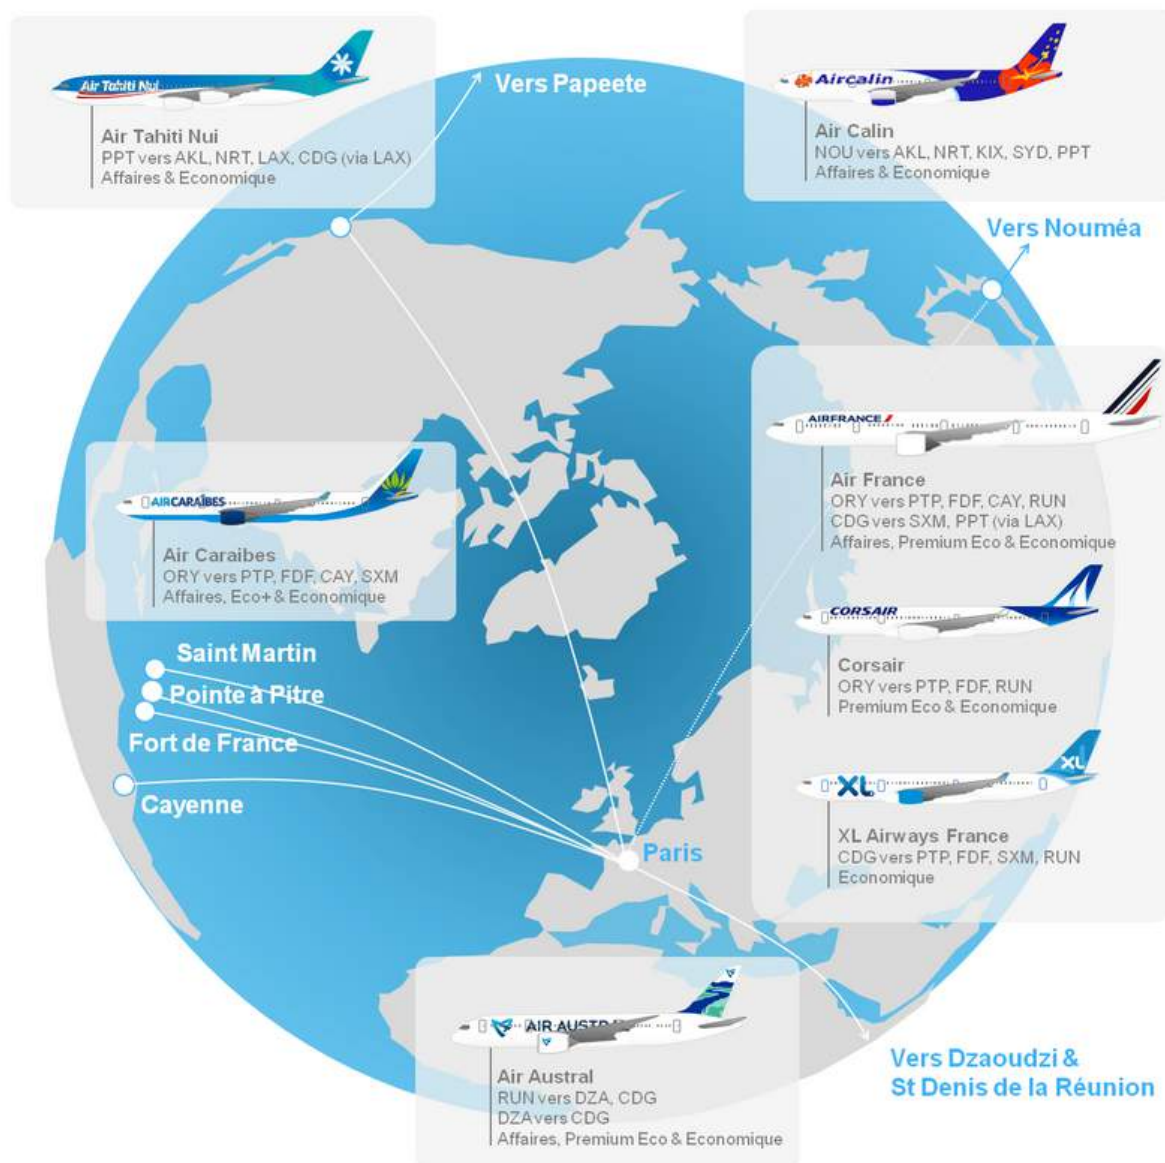 Air Tahiti Nui
Air Tahiti Nui
PPT vers AKL, NRT, LAX, CDG (via LAX)
Affaires & Economique
Vers Papeete
Aircalin
Air Calin
NOU vers AKL, NRT, KIX, SYD, PPT
Affaires & Economique
Vers Nouméa
AIRFRANCE
Air France
ORY vers PTP, FDF, CAY, RUN
CDG vers SXM, PPT (via LAX)
Affaires, Premium Eco & Economique
AIRCARAÏBES
Air Caraibes
ORY vers PTP, FDF, CAY, SXM
Affaires, Eco+ & Economique
CORSAIR
Corsair
ORY vers PTP, FDF, RUN
Premium Eco & Economique
Saint Martin
Pointe à Pitre
Fort de France
Cayenne
XL
XL
XL Airways France
CDG vers PTP, FDF, SXM, RUN
Economique
Paris
AIR AUSTRAL
Air Austral
RUN vers DZA, CDG
DZA vers CDG
Affaires, Premium Eco & Economique
Vers Dzaoudzi &
St Denis de la Réunion